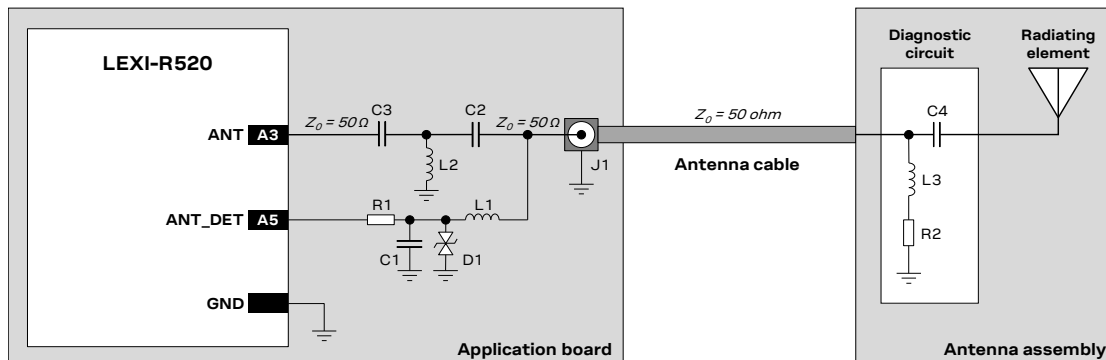 LEXI-R520
ANT
A3
Z₀ = 50 Ω
C3
C2
Z₀ = 50 Ω
L2
J1
ANT_DET
A5
R1
C1
D1
L1
GND
Application board
Z₀ = 50 ohm
Antenna cable
Diagnostic
circuit
Radiating
element
C4
L3
R2
Antenna assembly